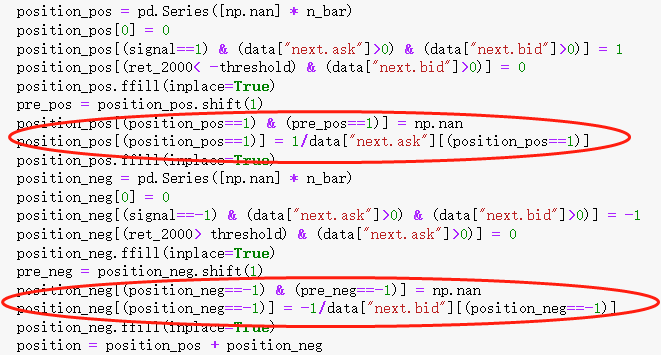 position_pos = pd.Series([np.nan] * n_bar)
position_pos[0] = 0
position_pos[(signal==1) & (data["next.ask"]>0) & (data["next.bid"]>0)] = 1
position_pos[(ret_2000< -threshold) & (data["next.bid"]>0)] = 0
position_pos.ffill(inplace=True)
pre_pos = position_pos.shift(1)
position_pos[(position_pos==1) & (pre_pos==1)] = np.nan
position_pos[(position_pos==1)] = 1/data["next.ask"][(position_pos==1)]
position_pos.ffill(inplace=True)
position_neg = pd.Series([np.nan] * n_bar)
position_neg[0] = 0
position_neg[(signal==-1) & (data["next.ask"]>0) & (data["next.bid"]>0)] = -1
position_neg[(ret_2000> threshold) & (data["next.ask"]>0)] = 0
position_neg.ffill(inplace=True)
pre_neg = position_neg.shift(1)
position_neg[(position_neg==-1) & (pre_neg==-1)] = np.nan
position_neg[(position_neg==-1)] = -1/data["next.bid"][(position_neg==-1)]
position_neg.ffill(inplace=True)
position = position_pos + position_neg